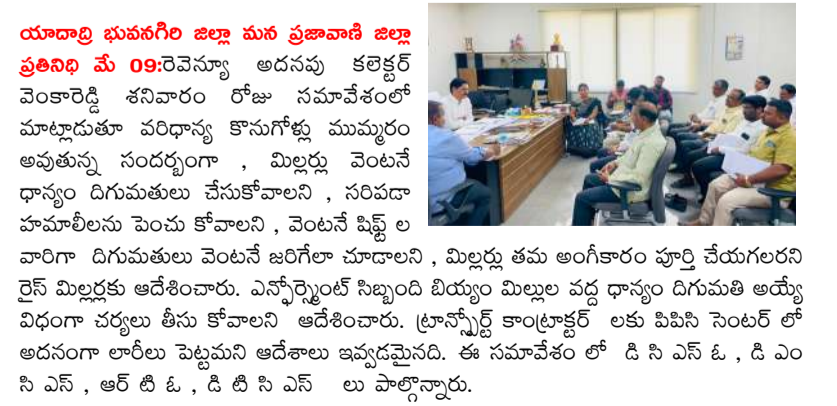 యాదాద్రి భువనగిరి జిల్లా మన ప్రజావాణి జిల్లా
ప్రతినిధి మే 09:రెవెన్యూ అదనపు కలెక్టర్
వెంకారెడ్డి శనివారం రోజు సమావేశంలో
మాట్లాడుతూ వరిధాన్య కొనుగోళ్లు ముమ్మరం
అవుతున్న సందర్భంగా , మిల్లర్లు వెంటనే
ధాన్యం దిగుమతులు చేసుకోవాలని , సరిపడా
హమాలీలను పెంచు కోవాలని , వెంటనే షిఫ్ట్ ల
వారిగా దిగుమతులు వెంటనే జరిగేలా చూడాలని , మిల్లర్లు తమ అంగీకారం పూర్తి చేయగలరని
రైస్ మిల్లర్లకు ఆదేశించారు. ఎన్ఫోర్స్మెంట్ సిబ్బంది బియ్యం మిల్లుల వద్ద ధాన్యం దిగుమతి అయ్యే
విధంగా చర్యలు తీసు కోవాలని ఆదేశించారు. ట్రాన్స్పోర్ట్ కాంట్రాక్టర్ లకు పిపిసి సెంటర్ లో
అదనంగా లారీలు పెట్టమని ఆదేశాలు ఇవ్వడమైనది. ఈ సమావేశం లో డి సి ఎస్ ఓ , డి ఎం
సి ఎస్ , ఆర్ టి ఓ , డి టి సి ఎస్ లు పాల్గొన్నారు.